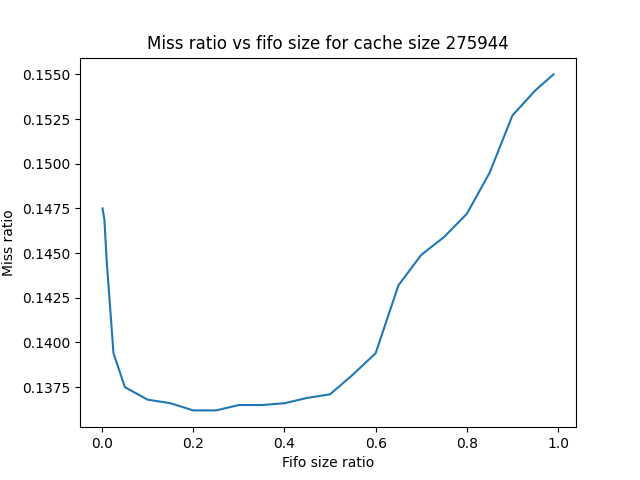 Miss ratio vs fifo size for cache size 275944
0.1550
0.1525
0.1500
0.1475
0.1450
0.1425
0.1400
0.1375
Miss ratio
0.0 0.2 0.4 0.6 0.8 1.0
Fifo size ratio